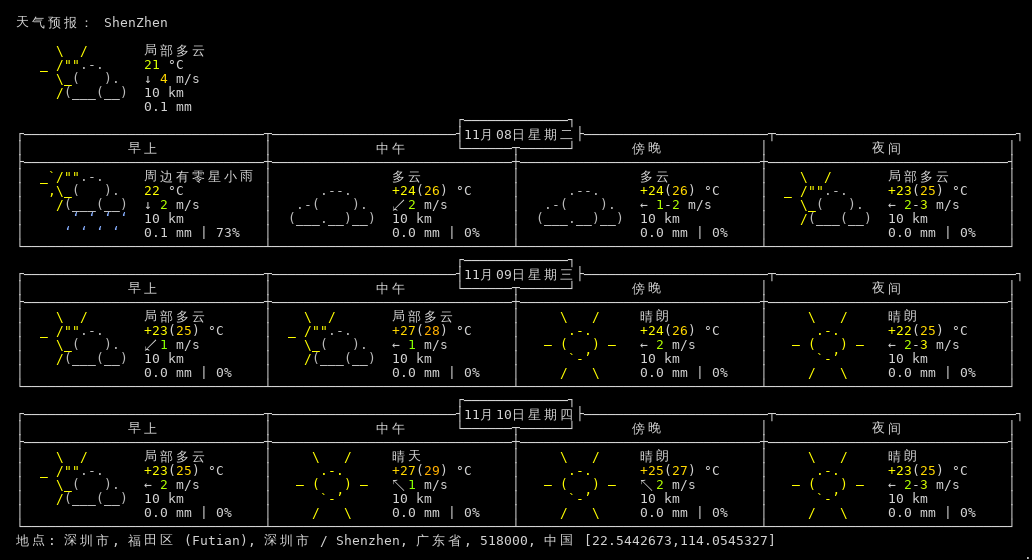 天气预报： ShenZhen
局部多云
21 °C
↓ 4 m/s
10 km
0.1 mm
11月08日星期二
早上 中午 傍晚 夜间
周边有零星小雨 多云 多云 局部多云
22 °C +24(26) °C +24(26) °C +23(25) °C
↓ 2 m/s ↙ 2 m/s ← 1-2 m/s ← 2-3 m/s
10 km 10 km 10 km 10 km
0.1 mm | 73% 0.0 mm | 0% 0.0 mm | 0% 0.0 mm | 0%
11月09日星期三
早上 中午 傍晚 夜间
局部多云 局部多云 晴朗 晴朗
+23(25) °C +27(28) °C +24(26) °C +22(25) °C
↙ 1 m/s ← 1 m/s ← 2 m/s ← 2-3 m/s
10 km 10 km 10 km 10 km
0.0 mm | 0% 0.0 mm | 0% 0.0 mm | 0% 0.0 mm | 0%
11月10日星期四
早上 中午 傍晚 夜间
局部多云 晴天 晴朗 晴朗
+23(25) °C +27(29) °C +25(27) °C +23(25) °C
← 2 m/s ↖ 1 m/s ↖ 2 m/s ← 2-3 m/s
10 km 10 km 10 km 10 km
0.0 mm | 0% 0.0 mm | 0% 0.0 mm | 0% 0.0 mm | 0%
地点: 深圳市, 福田区 (Futian), 深圳市 / Shenzhen, 广东省, 518000, 中国 [22.5442673,114.0545327]